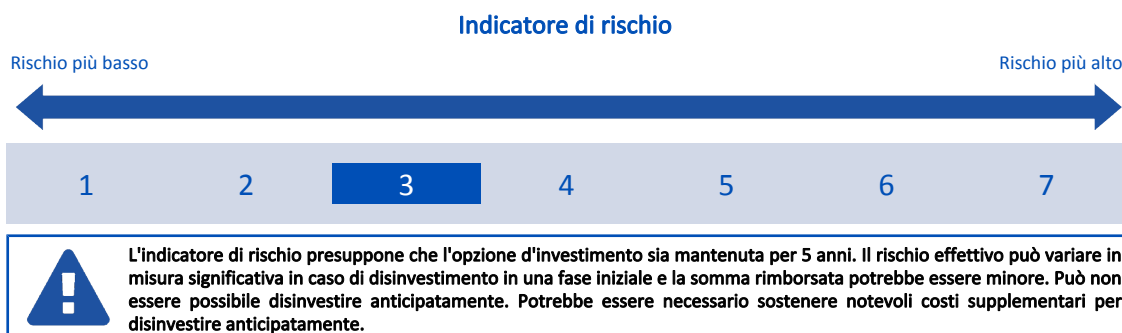 Indicatore di rischio
Rischio più basso
Rischio più alto
1 2 3 4 5 6 7
L'indicatore di rischio presuppone che l'opzione d'investimento sia mantenuta per 5 anni. Il rischio effettivo può variare in
misura significativa in caso di disinvestimento in una fase iniziale e la somma rimborsata potrebbe essere minore. Può non
essere possibile disinvestire anticipatamente. Potrebbe essere necessario sostenere notevoli costi supplementari per
disinvestire anticipatamente.